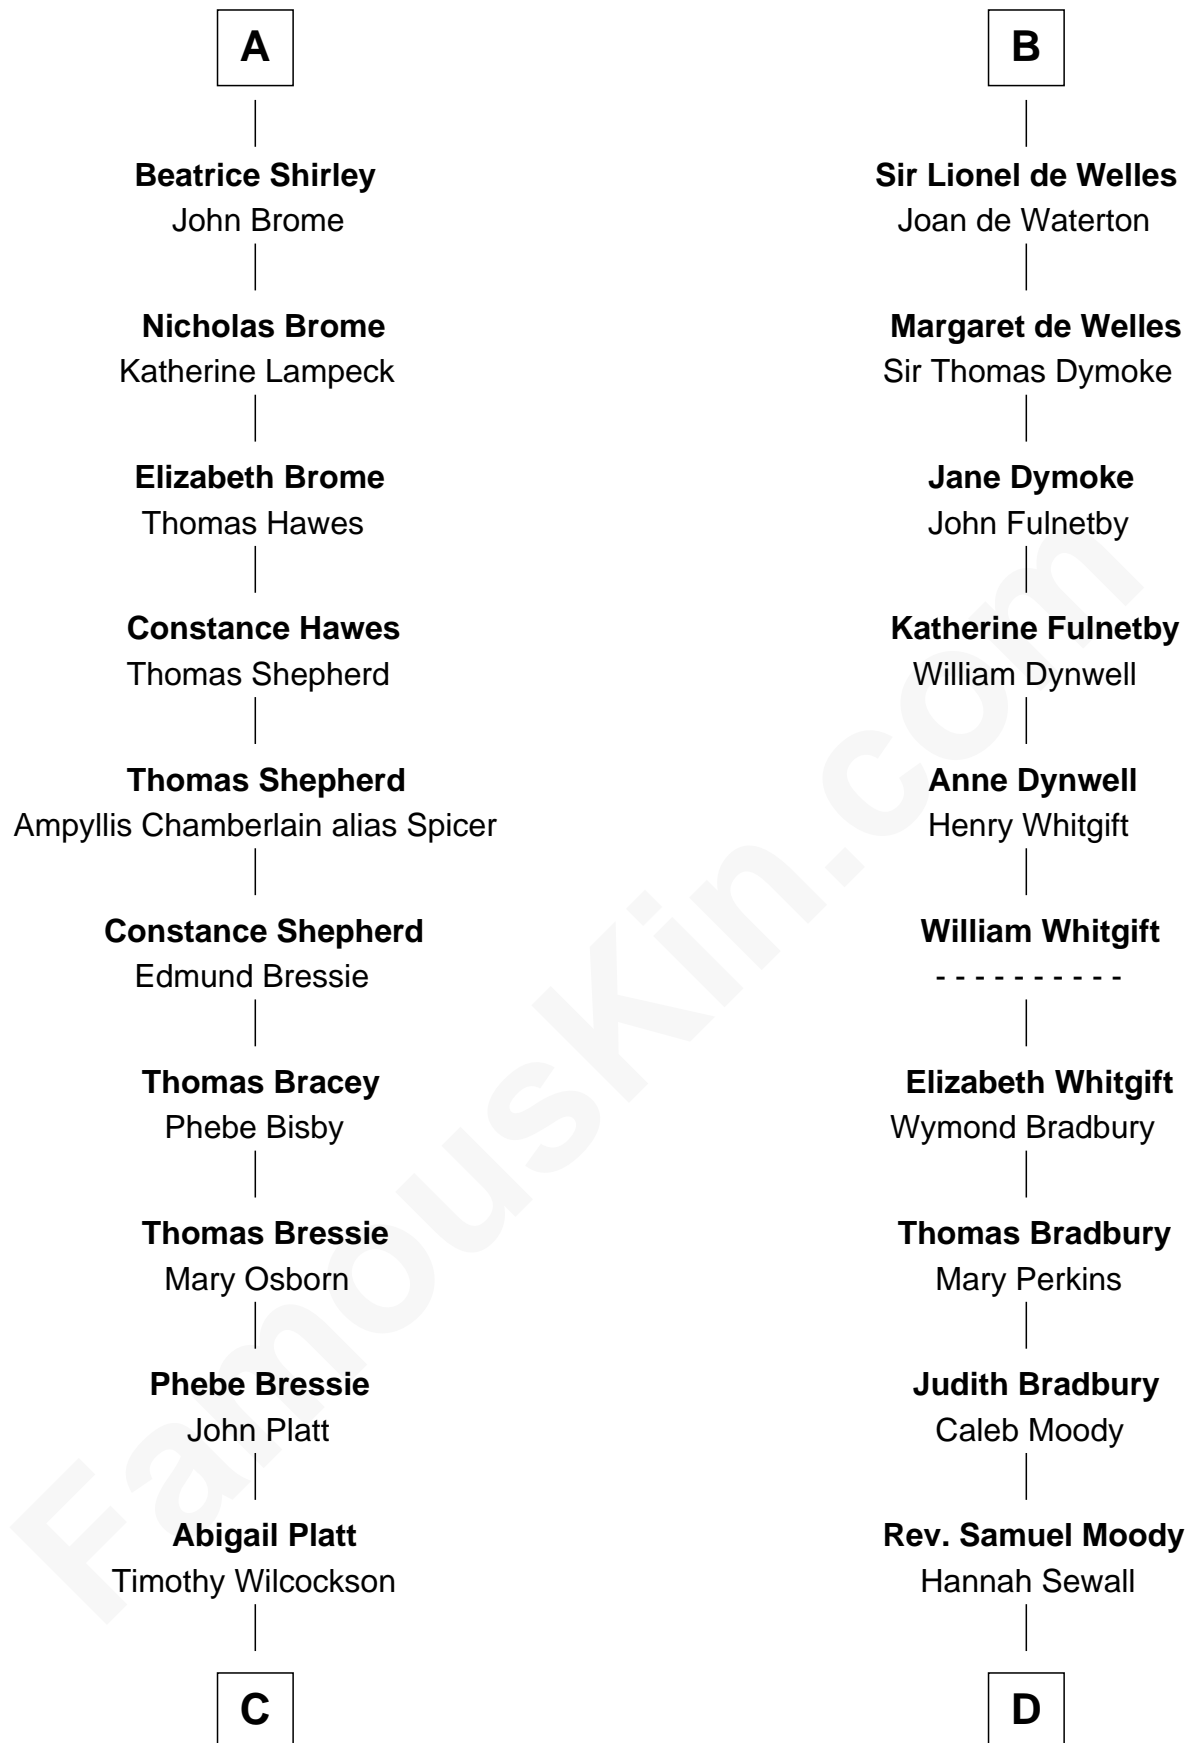 A
Beatrice Shirley
John Brome
Nicholas Brome
Katherine Lampeck
Elizabeth Brome
Thomas Hawes
Constance Hawes
Thomas Shepherd
Thomas Shepherd
Ampyllis Chamberlain alias Spicer
Constance Shepherd
Edmund Bressie
Thomas Bracey
Phebe Bisby
Thomas Bressie
Mary Osborn
Phebe Bressie
John Platt
Abigail Platt
Timothy Wilcockson
C
B
Sir Lionel de Welles
Joan de Waterton
Margaret de Welles
Sir Thomas Dymoke
Jane Dymoke
John Fulnetby
Katherine Fulnetby
William Dynwell
Anne Dynwell
Henry Whitgift
William Whitgift
- - - - - - - - - -
Elizabeth Whitgift
Wymond Bradbury
Thomas Bradbury
Mary Perkins
Judith Bradbury
Caleb Moody
Rev. Samuel Moody
Hannah Sewall
D
FamousKin.com